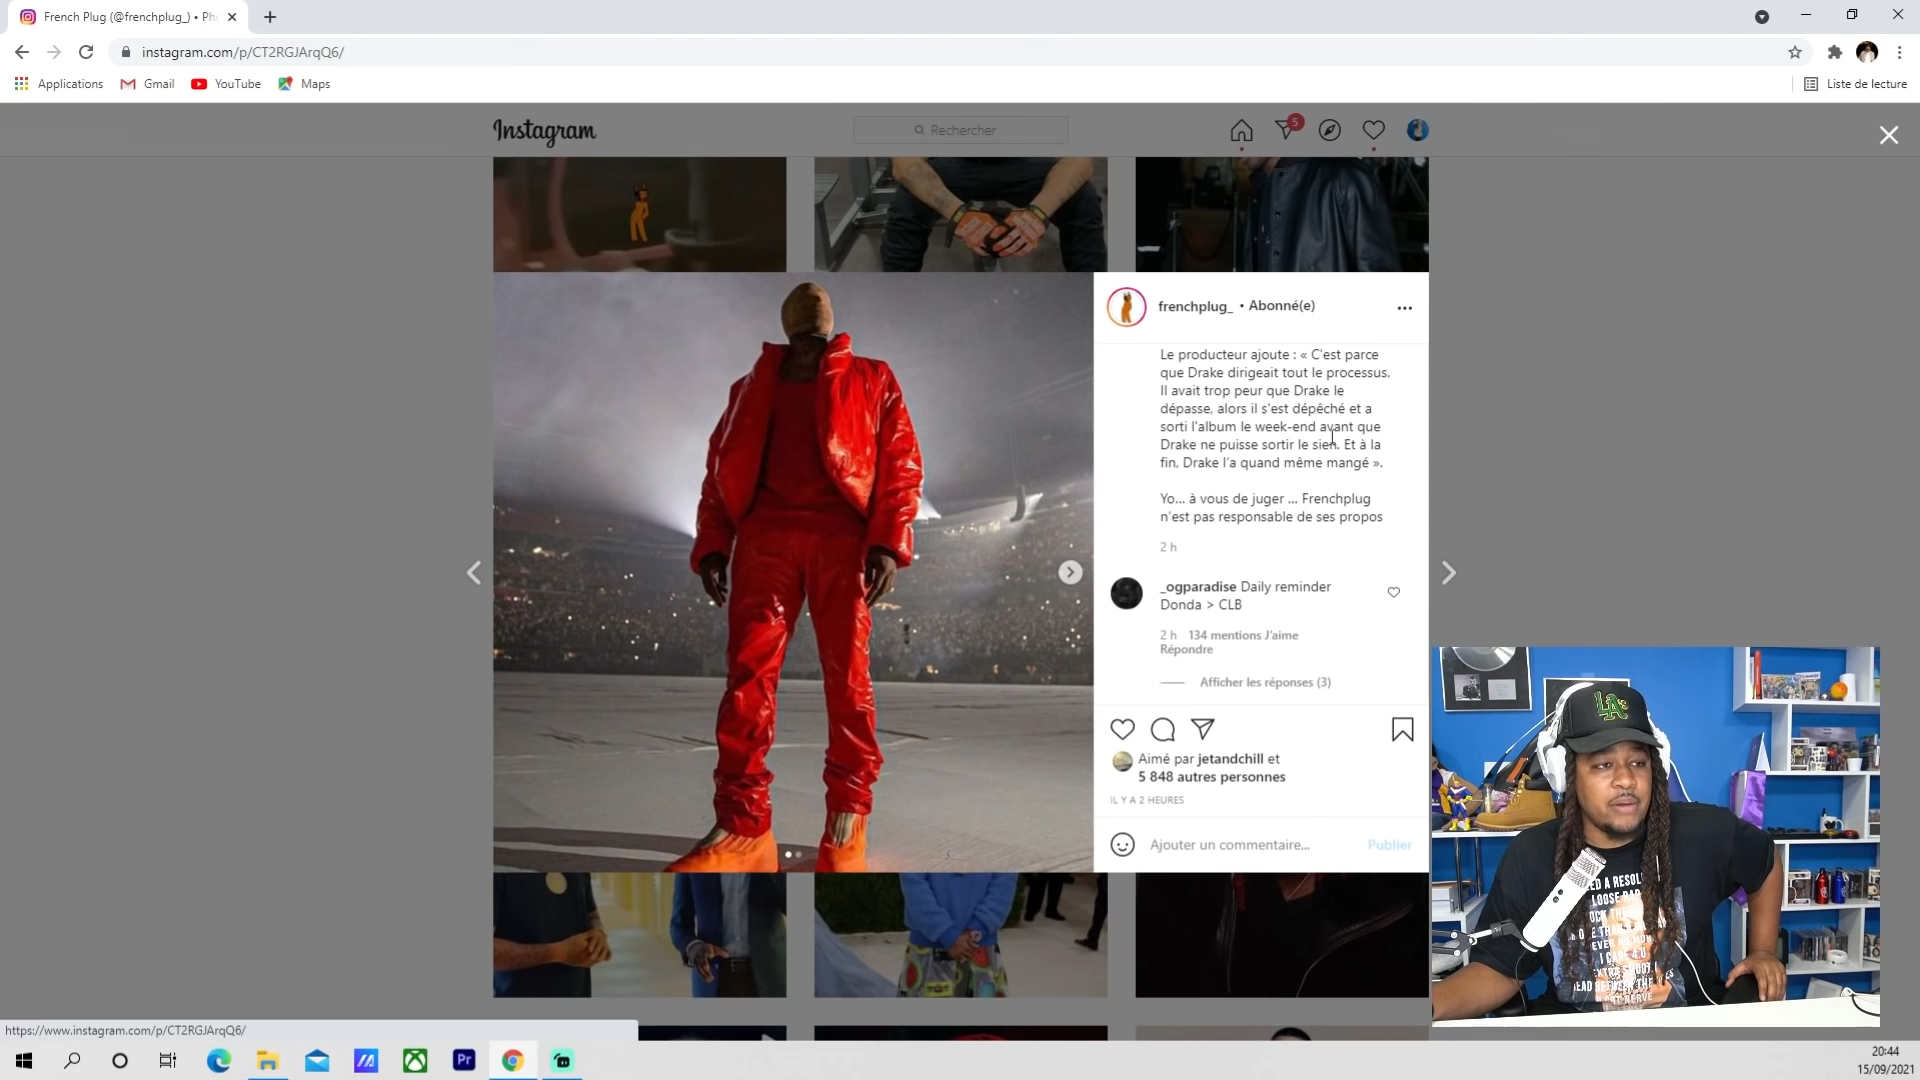 French Plug (@frenchplug_) • Ph
instagram.com/p/CT2RGJArqQ6/
Applications
Gmail
YouTube
Maps
Liste de lecture
Instagram
Rechercher
5
frenchplug_ • Abonné(e)
Le producteur ajoute : « C'est parce
que Drake dirigeait tout le processus.
Il avait trop peur que Drake le
dépasse, alors il s'est dépêché et a
sorti l'album le week-end avant que
Drake ne puisse sortir le sien. Et à la
fin, Drake l'a quand même mangé ».
Yo... à vous de juger ... Frenchplug
n'est pas responsable de ses propos
2 h
_ogparadise Daily reminder
Donda > CLB
2 h 134 mentions J'aime
Répondre
Afficher les réponses (3)
Aimé par jetandchill et
5 848 autres personnes
IL Y A 2 HEURES
Ajouter un commentaire...
Publier
LA
https://www.instagram.com/p/CT2RGJArqQ6/
Pr
20:44
15/09/2021